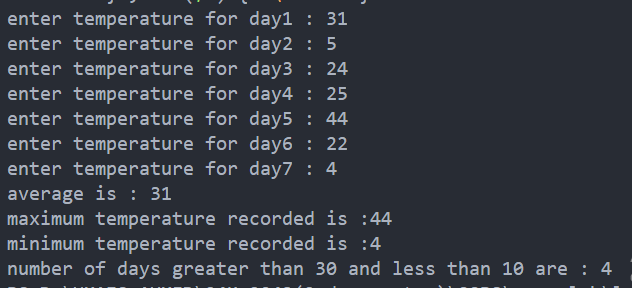 enter temperature for day1 : 31
enter temperature for day2 : 5
enter temperature for day3 : 24
enter temperature for day4 : 25
enter temperature for day5 : 44
enter temperature for day6 : 22
enter temperature for day7 : 4
average is : 31
maximum temperature recorded is :44
minimum temperature recorded is :4
number of days greater than 30 and less than 10 are : 4